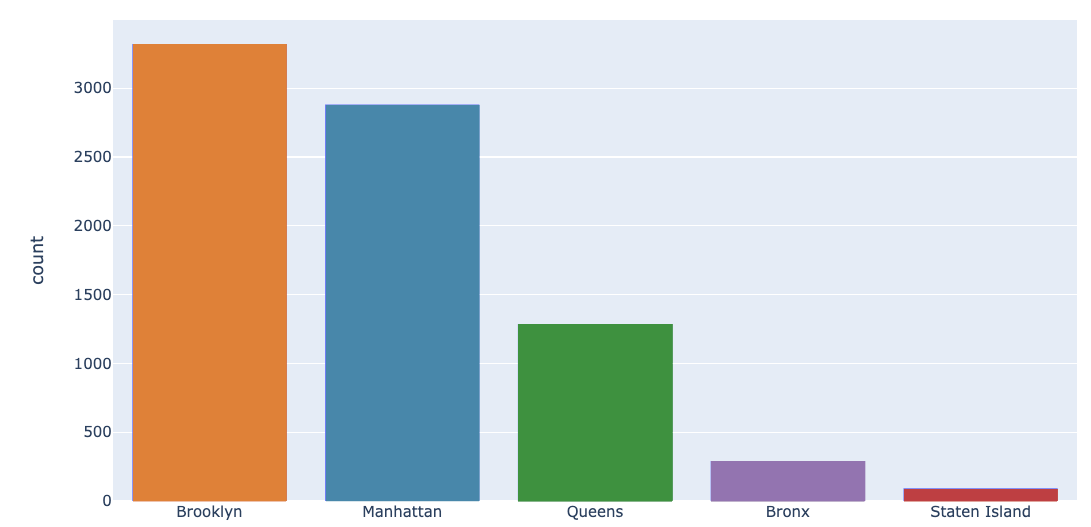 count
3000
2500
2000
1500
1000
500
0
Brooklyn
Manhattan
Queens
Bronx
Staten Island